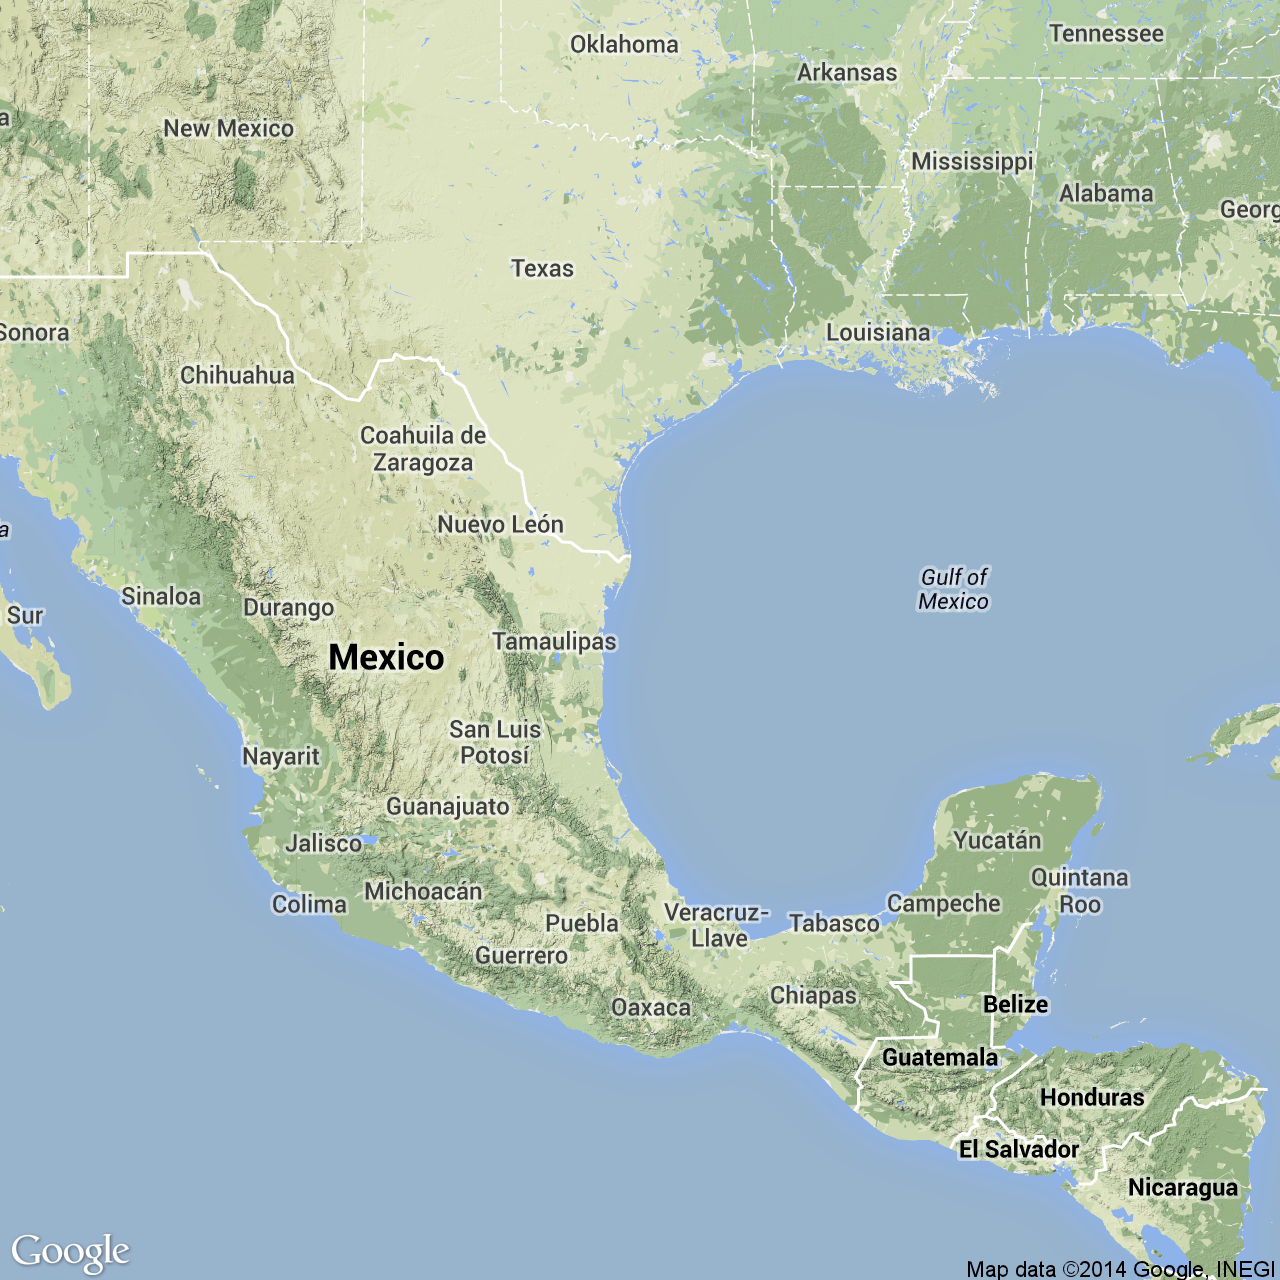 Oklahoma
Tennessee
Arkansas
New Mexico
Mississippi
Alabama
Georg
Texas
Sonora
Louisiana
Chihuahua
Coahuila de
Zaragoza
Nuevo León
a
Gulf of
Mexico
Sinaloa
Durango
Sur
Tamaulipas
Mexico
San Luis
Potosí
Nayarit
Guanajuato
Jalisco
Yucatán
Michoacán
Quintana
Roo
Colima
Campeche
Veracruz-
Llave
Puebla
Tabasco
Guerrero
Chiapas
Oaxaca
Belize
Guatemala
Honduras
El Salvador
Nicaragua
Google
Map data ©2014 Google, INEGI